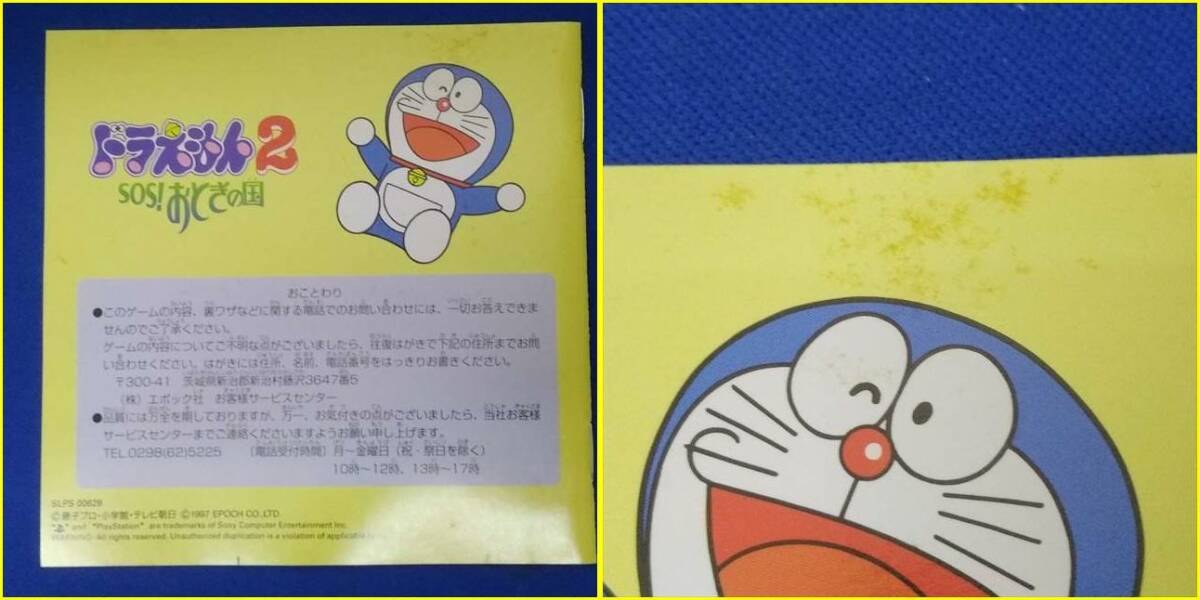 ドラえもん2
SOS!おとぎの国
おことわり
●このゲームの内容、裏ワザなどに関する電話でのお問い合わせには、一切お答えできま
せんのでご了承ください。
ゲームの内容についてご不明な点がございましたら、往復はがきで下記の住所までお問
い合わせください。はがきには住所、名前、電話番号をはっきりお書きください。
〒300-41 茨城県新治郡新治村藤沢3647番5
（株）エポック社 お客様サービスセンター
●品質には万全を期しておりますが、万一、お気付きの点がございましたら、当社お客様
サービスセンターまでご連絡くださいますようお願い申し上げます。
TEL.0298(62)5225 〔電話受付時間〕月〜金曜日（祝・祭日を除く）
10時〜12時、13時〜17時
SLPS 00628
©藤子プロ・小学館・テレビ朝日 ©1997 EPOCH CO.,LTD.
" " and "PlayStation" are trademarks of Sony Computer Entertainment Inc.
WARNING: All rights reserved. Unauthorized duplication is a violation of applicable